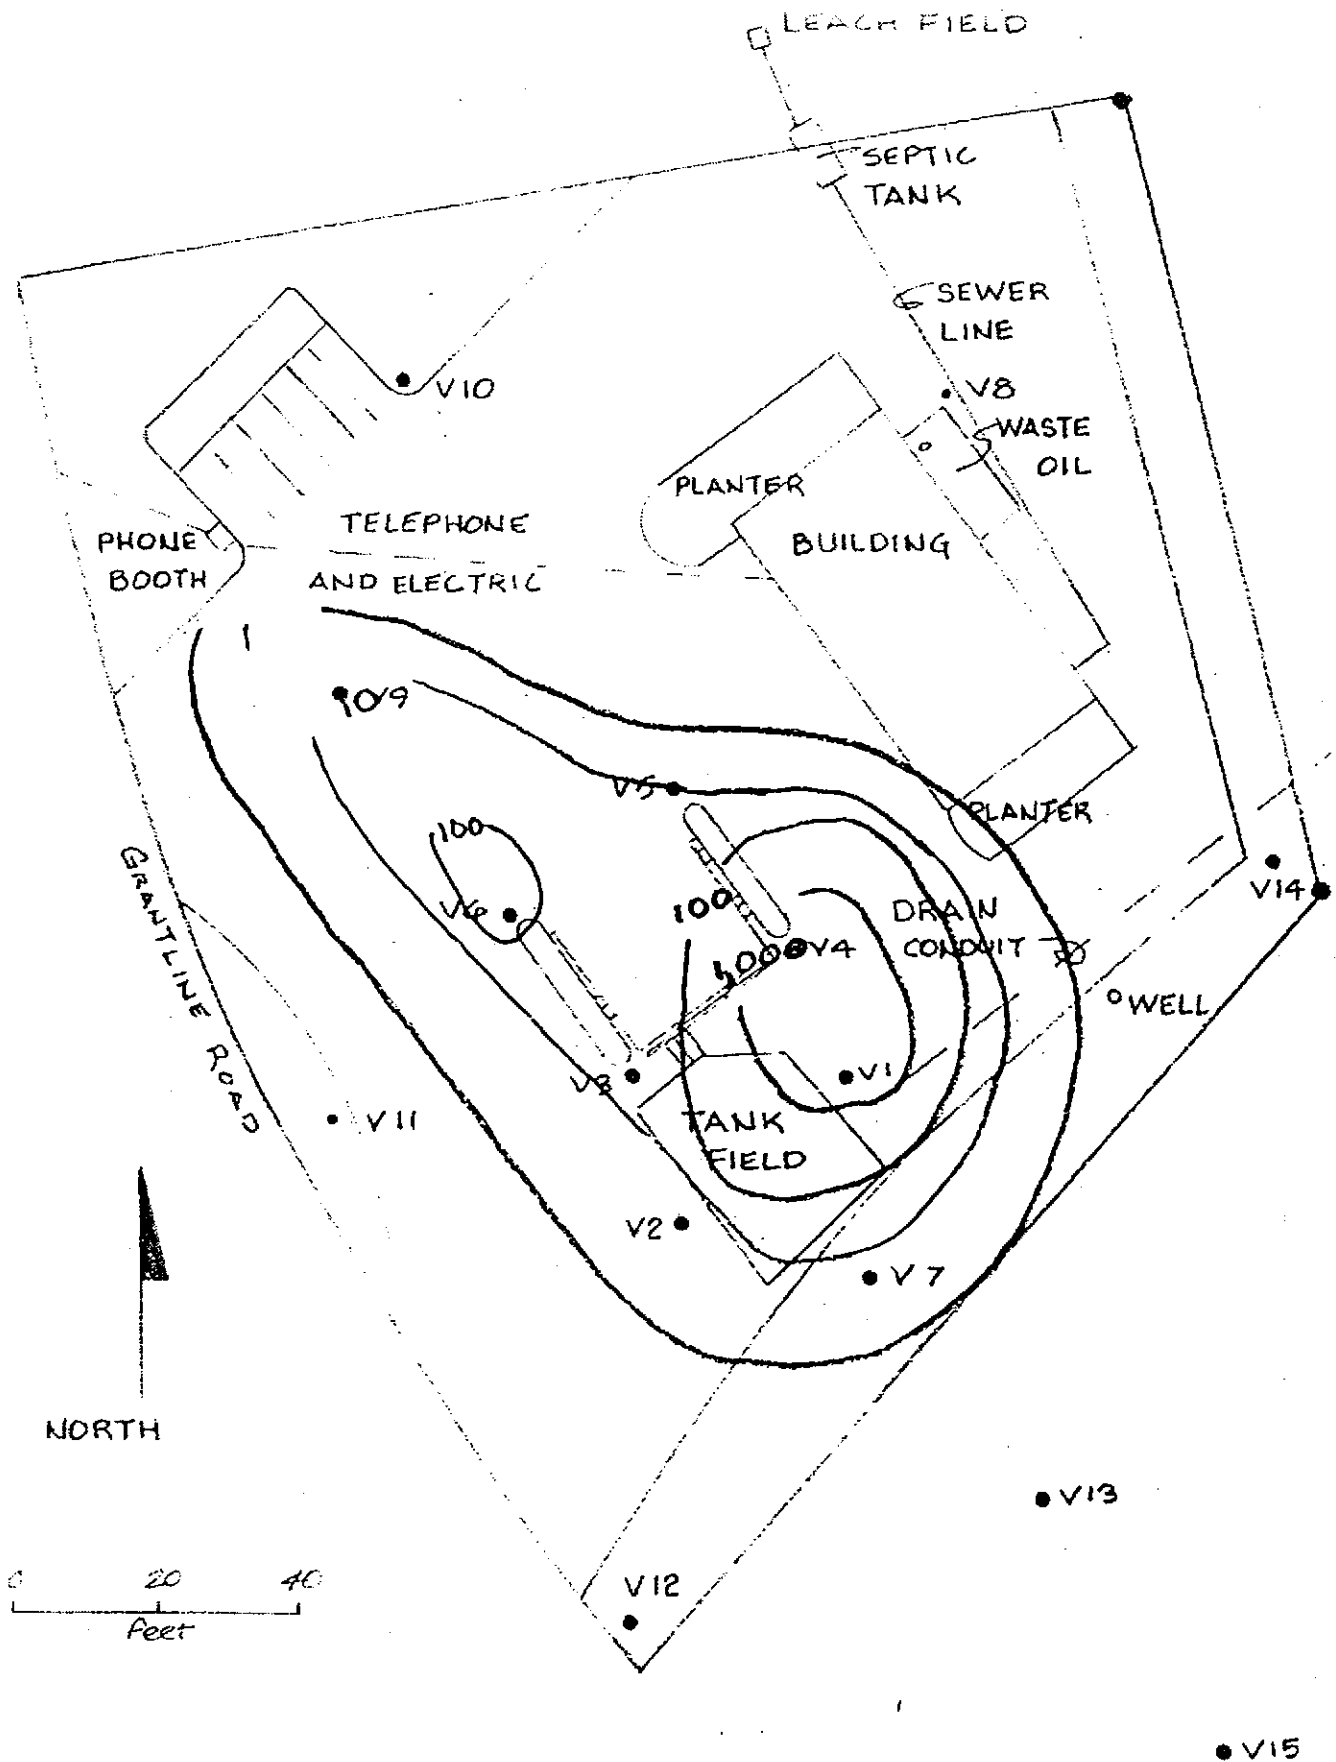 LEACH FIELD
SEPTIC
TANK
SEWER
LINE
V8
V10
WASTE
OIL
PLANTER
TELEPHONE
AND ELECTRIC
PHONE
BOOTH
BUILDING
1
10
V9
V5
PLANTER
100
V6
100
DRAIN
CONDUIT
V14
V4
WELL
GRANTLINE ROAD
V3
V1
V11
TANK
FIELD
V2
V7
NORTH
V13
0 20 40
feet
V12
V15